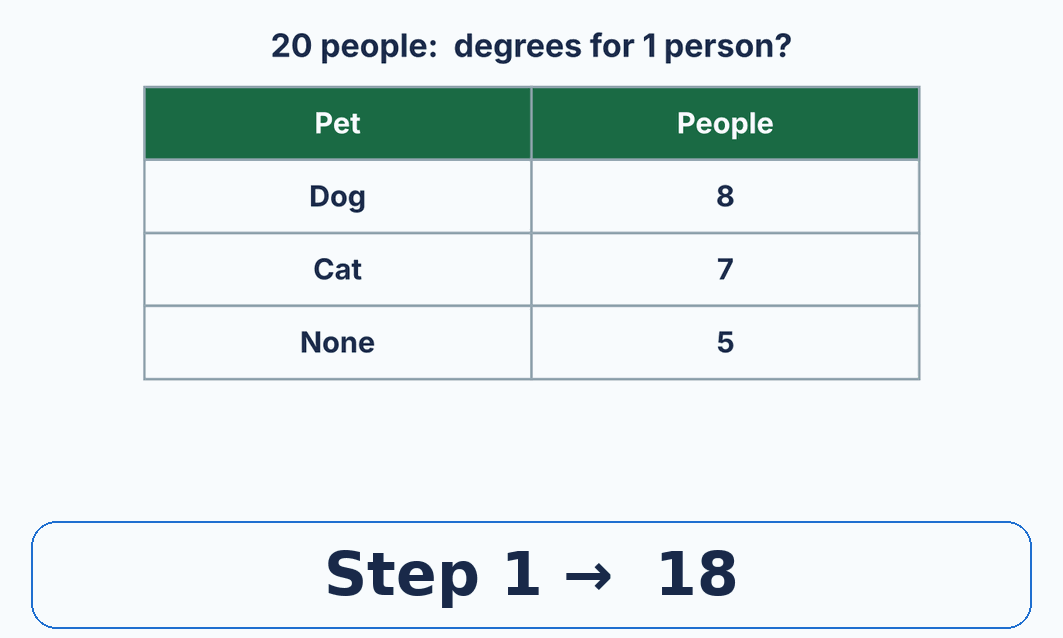 20 people: degrees for 1 person?
Pet People
Dog 8
Cat 7
None 5
Step 1 → 18